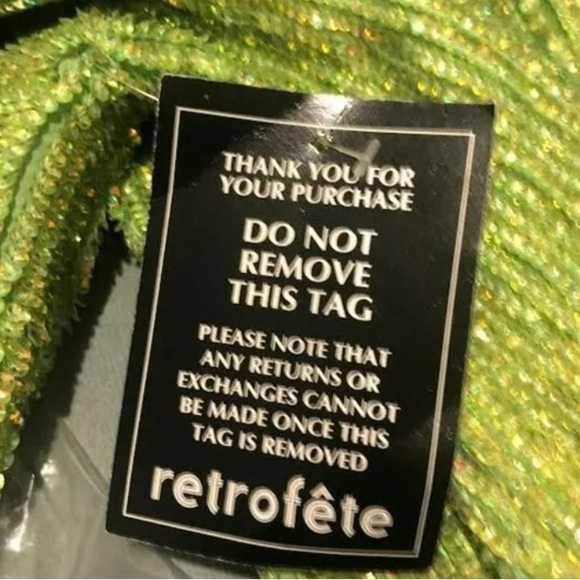 THANK YOU FOR
YOUR PURCHASE
DO NOT
REMOVE
THIS TAG
PLEASE NOTE THAT
ANY RETURNS OR
EXCHANGES CANNOT
BE MADE ONCE THIS
TAG IS REMOVED
retrofête